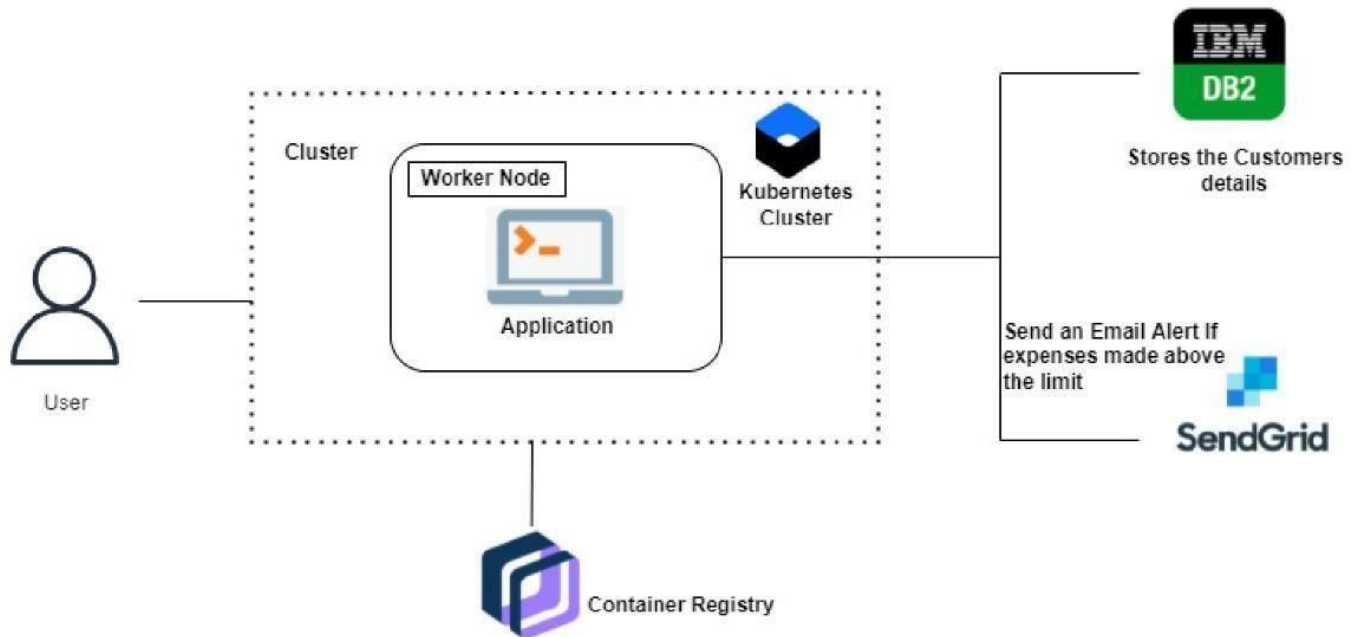 IBM
DB2
Stores the Customers
details
Cluster
Worker Node
Kubernetes
Cluster
Application
User
Send an Email Alert If
expenses made above
the limit
SendGrid
Container Registry